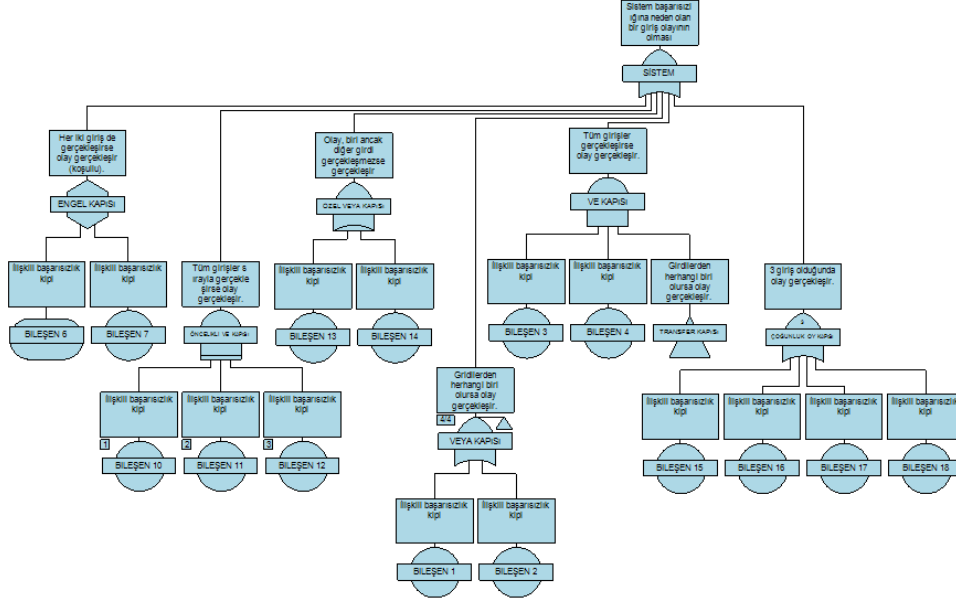 Sistem başarısızl
ığına neden olan
bir giriş olayının
olması
SİSTEM
Her iki giriş de
gerçekleşirse
olay gerçekleşir
(koşullu).
ENGEL KAPISI
İlişkili başarısızlık
kipi
BİLEŞEN 6
İlişkili başarısızlık
kipi
BİLEŞEN 7
Tüm girişler s
ırayla gerçekle
şirse olay
gerçekleşir.
ÖNCELİKLİ VE KAPISI
İlişkili başarısızlık
kipi
1
BİLEŞEN 10
İlişkili başarısızlık
kipi
2
BİLEŞEN 11
İlişkili başarısızlık
kipi
3
BİLEŞEN 12
Olay, biri ancak
diğer girdi
gerçekleşmezse
gerçekleşir
ÖZEL VEYA KAPISI
İlişkili başarısızlık
kipi
BİLEŞEN 13
İlişkili başarısızlık
kipi
BİLEŞEN 14
Gridilerden
herhangi biri
olursa olay
gerçekleşir.
4/4
VEYA KAPISI
İlişkili başarısızlık
kipi
BİLEŞEN 1
İlişkili başarısızlık
kipi
BİLEŞEN 2
Tüm girişler
gerçekleşirse
olay gerçekleşir.
VE KAPISI
İlişkili başarısızlık
kipi
BİLEŞEN 3
İlişkili başarısızlık
kipi
BİLEŞEN 4
Girdilerden
herhangi biri
olursa olay
gerçekleşir.
TRANSFER KAPISI
3 giriş olduğunda
olay gerçekleşir.
3
ÇOĞUNLUK OY KAPISI
İlişkili başarısızlık
kipi
BİLEŞEN 15
İlişkili başarısızlık
kipi
BİLEŞEN 16
İlişkili başarısızlık
kipi
BİLEŞEN 17
İlişkili başarısızlık
kipi
BİLEŞEN 18